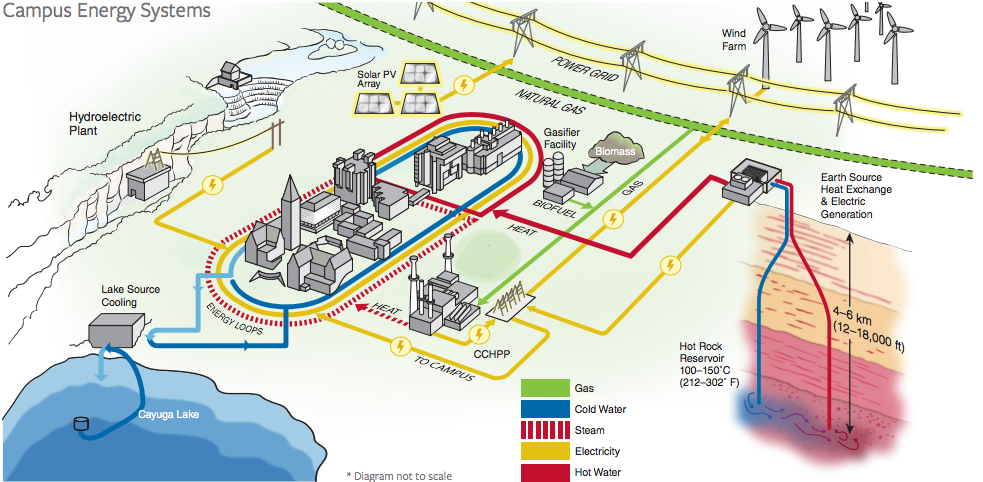 Campus Energy Systems
Wind
Farm
POWER GRID
Solar PV
Array
NATURAL GAS
Hydroelectric
Plant
Gasifier
Facility
Biomass
BIOFUEL
GAS
HEAT
Earth Source
Heat Exchange
& Electric
Generation
Lake Source
Cooling
ENERGY LOOPS
HEAT
CCHPP
TO CAMPUS
4–6 km
(12–18,000 ft)
Hot Rock
Reservoir
100–150˚C
(212–302˚ F)
Cayuga Lake
Gas
Cold Water
Steam
Electricity
Hot Water
* Diagram not to scale